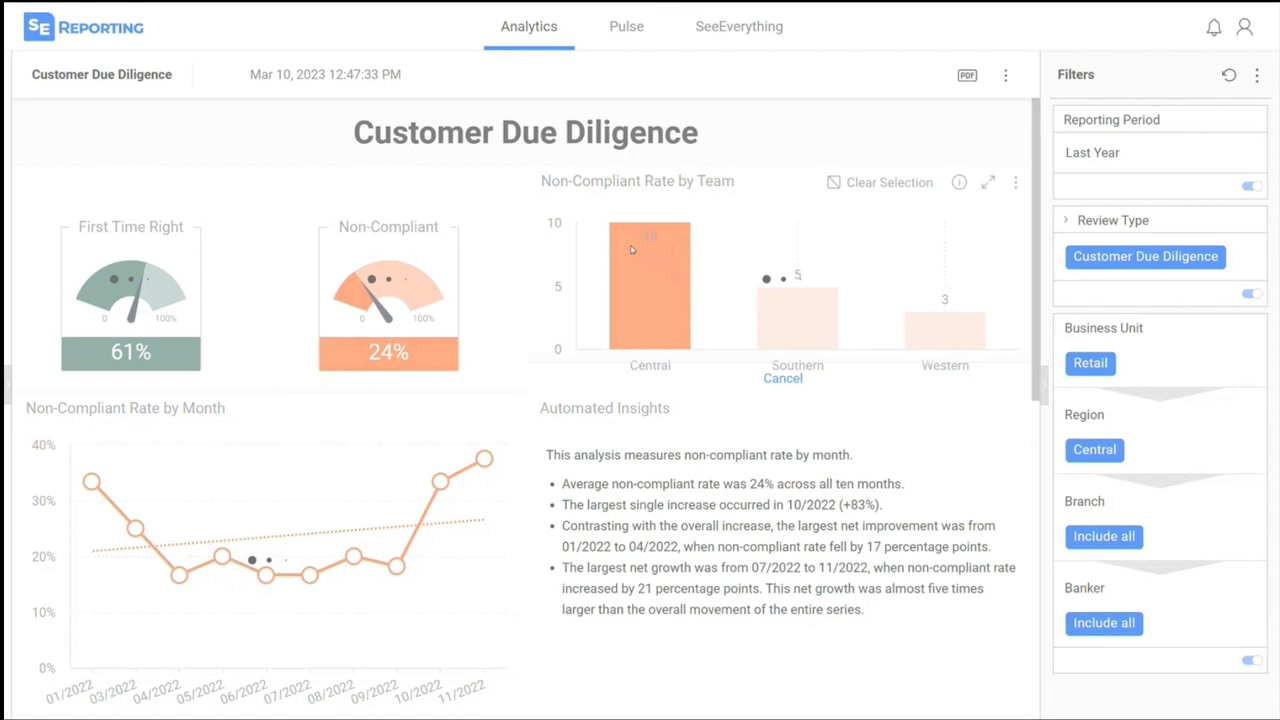 SE REPORTING
Analytics
Pulse
SeeEverything
Customer Due Diligence
Mar 10, 2023 12:47:33 PM
PDF
Filters
Customer Due Diligence
First Time Right
0
100%
61%
Non-Compliant
0
100%
24%
Non-Compliant Rate by Team
Clear Selection
10
5
0
10
5
3
Central
Southern
Western
Cancel
Non-Compliant Rate by Month
40%
30%
20%
10%
0%
01/2022
03/2022
04/2022
05/2022
06/2022
07/2022
08/2022
09/2022
10/2022
11/2022
Automated Insights
This analysis measures non-compliant rate by month.
• Average non-compliant rate was 24% across all ten months.
• The largest single increase occurred in 10/2022 (+83%).
• Contrasting with the overall increase, the largest net improvement was from
01/2022 to 04/2022, when non-compliant rate fell by 17 percentage points.
• The largest net growth was from 07/2022 to 11/2022, when non-compliant rate
increased by 21 percentage points. This net growth was almost five times
larger than the overall movement of the entire series.
Reporting Period
Last Year
Review Type
Customer Due Diligence
Business Unit
Retail
Region
Central
Branch
Include all
Banker
Include all